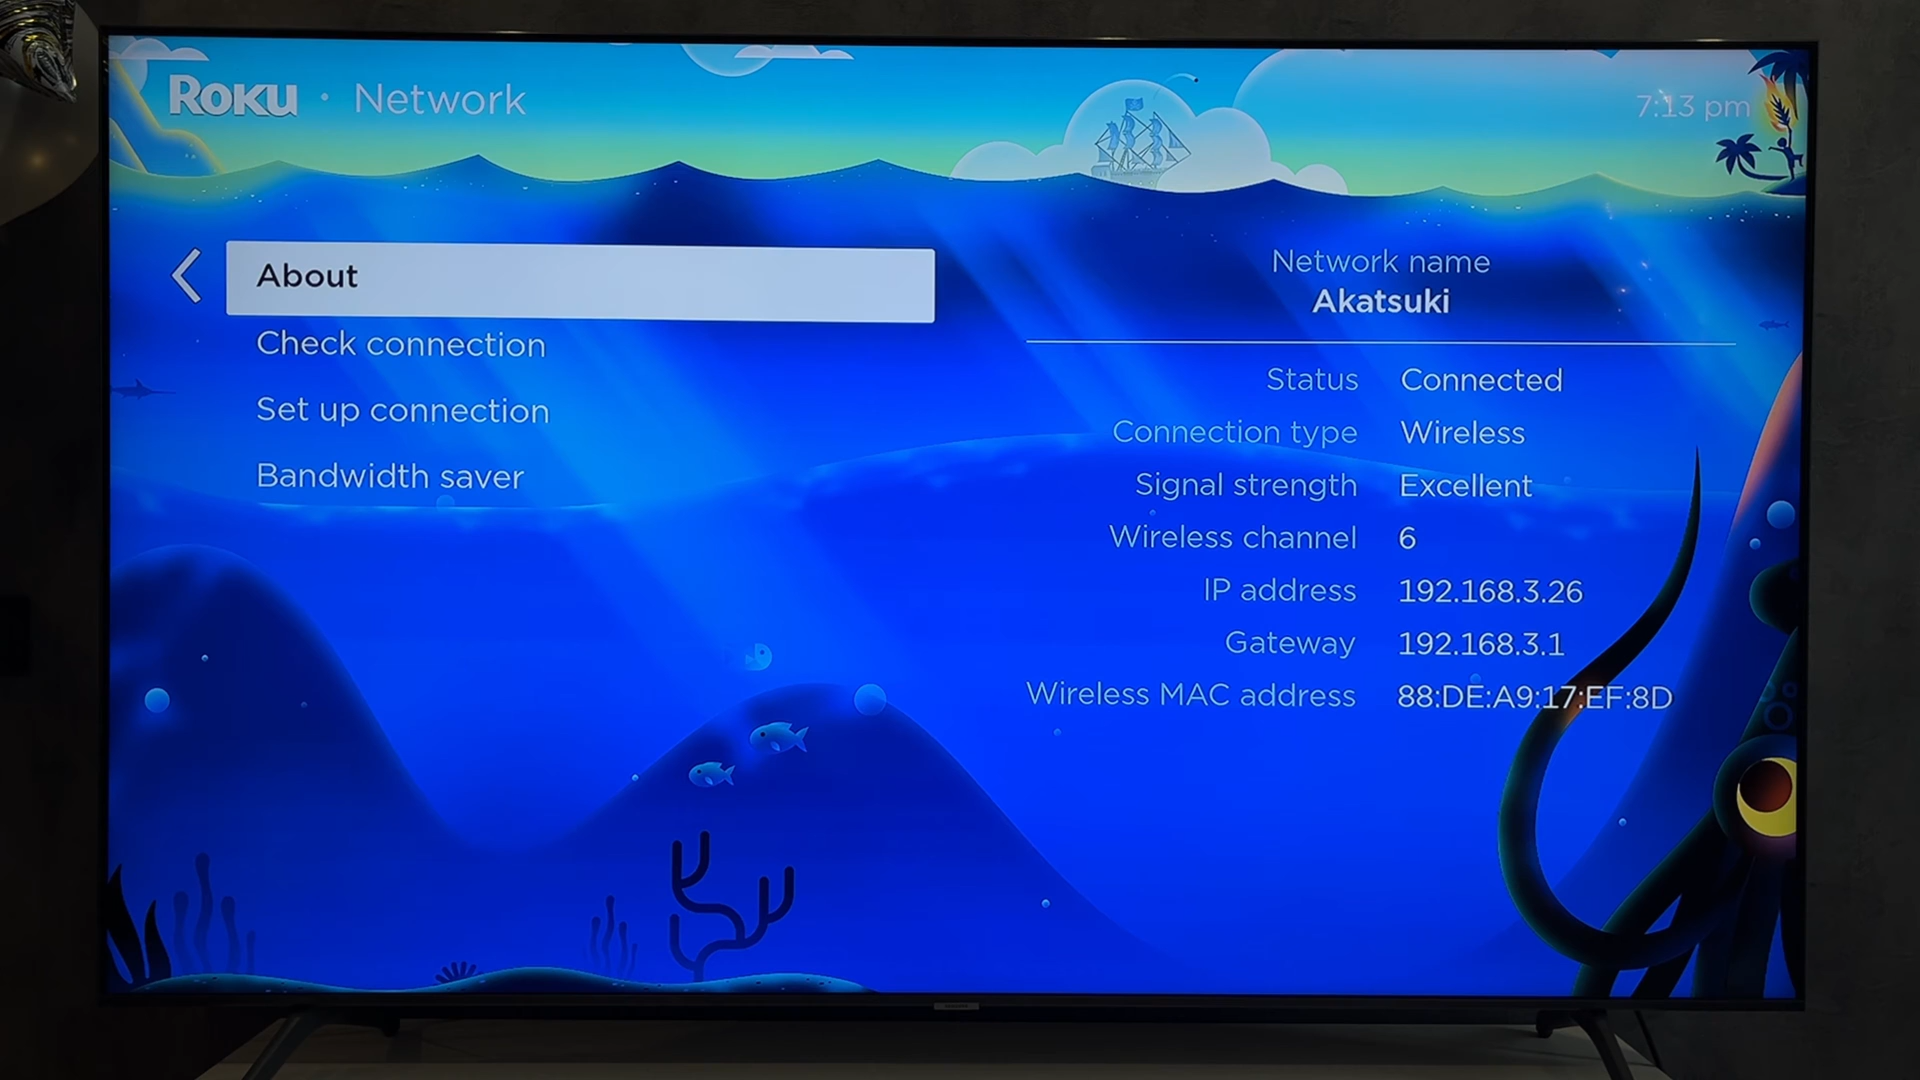 Roku · Network
7:13 pm
About
Check connection
Set up connection
Bandwidth saver
Network name
Akatsuki
Status Connected
Connection type Wireless
Signal strength Excellent
Wireless channel 6
IP address 192.168.3.26
Gateway 192.168.3.1
Wireless MAC address 88:DE:A9:17:EF:8D